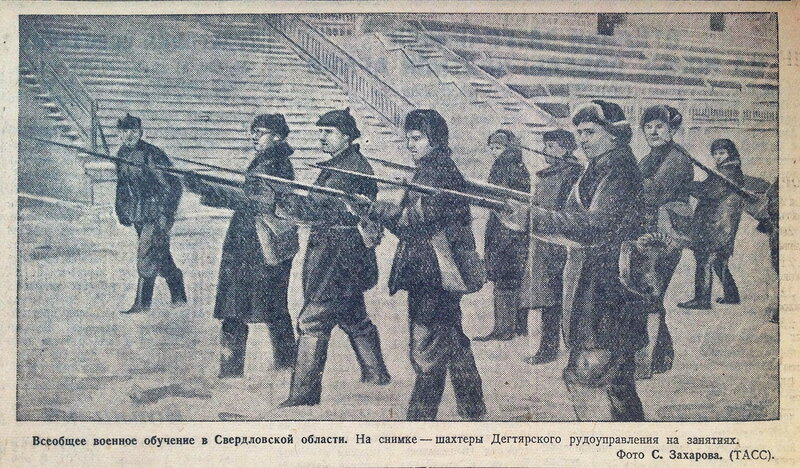 Всеобщее военное обучение в Свердловской области. На снимке — шахтеры Дегтярского рудоуправления на занятиях.
Фото С. Захарова. (ТАСС).